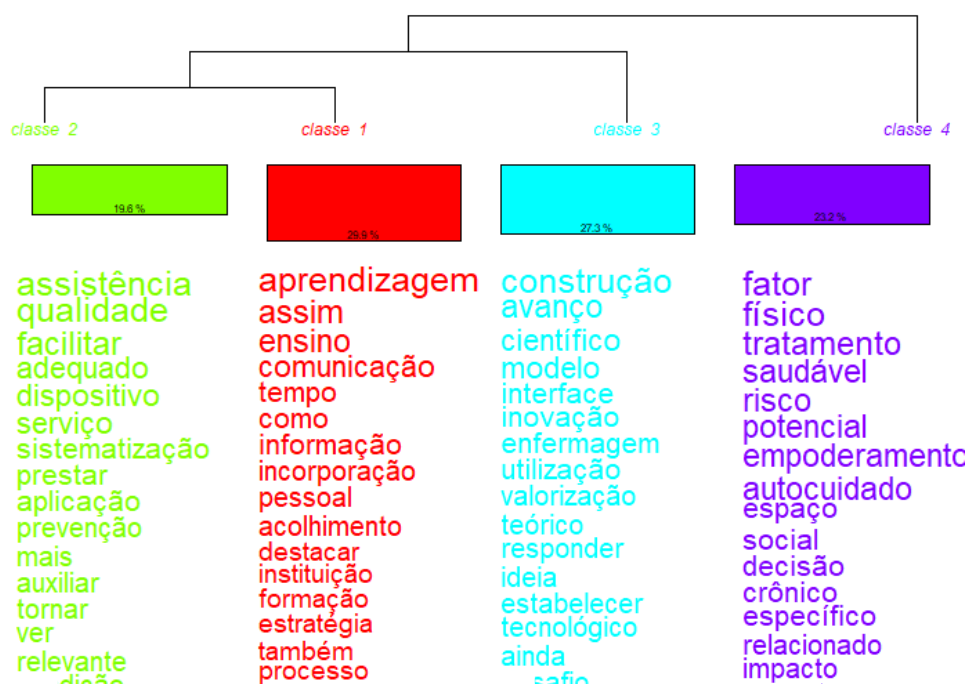 classe 2
classe 1
classe 3
classe 4
19.6 %
29.9 %
27.3 %
23.2 %
assistência
qualidade
facilitar
adequado
dispositivo
serviço
sistematização
prestar
aplicação
prevenção
mais
auxiliar
tornar
ver
relevante
aprendizagem
assim
ensino
comunicação
tempo
como
informação
incorporação
pessoal
acolhimento
destacar
instituição
formação
estratégia
também
processo
construção
avanço
científico
modelo
interface
inovação
enfermagem
utilização
valorização
teórico
responder
ideia
estabelecer
tecnológico
ainda
fator
físico
tratamento
saudável
risco
potencial
empoderamento
autocuidado
espaço
social
decisão
crônico
específico
relacionado
impacto